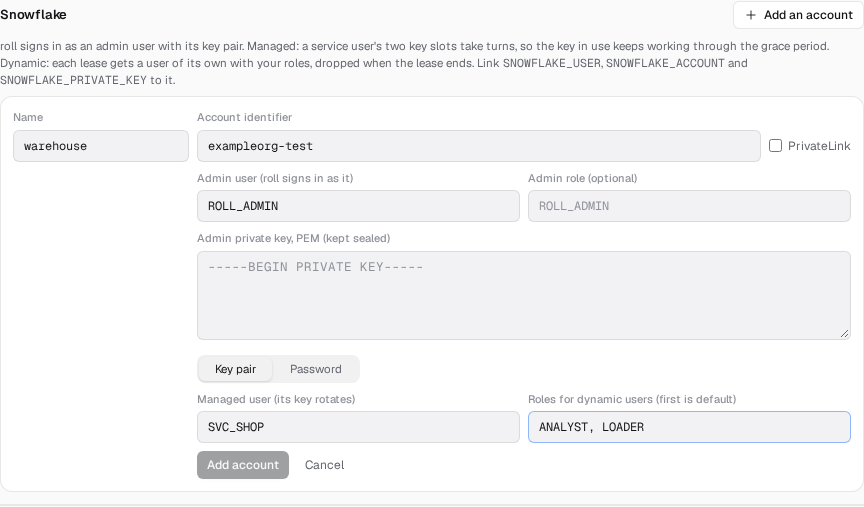 Snowflake
+ Add an account
roll signs in as an admin user with its key pair. Managed: a service user's two key slots take turns, so the key in use keeps working through the grace period.
Dynamic: each lease gets a user of its own with your roles, dropped when the lease ends. Link SNOWFLAKE_USER, SNOWFLAKE_ACCOUNT and
SNOWFLAKE_PRIVATE_KEY to it.
Name
Account identifier
warehouse
exampleorg-test
PrivateLink
Admin user (roll signs in as it)
Admin role (optional)
ROLL_ADMIN
ROLL_ADMIN
Admin private key, PEM (kept sealed)
-----BEGIN PRIVATE KEY-----
Key pair
Password
Managed user (its key rotates)
Roles for dynamic users (first is default)
SVC_SHOP
ANALYST, LOADER
Add account
Cancel